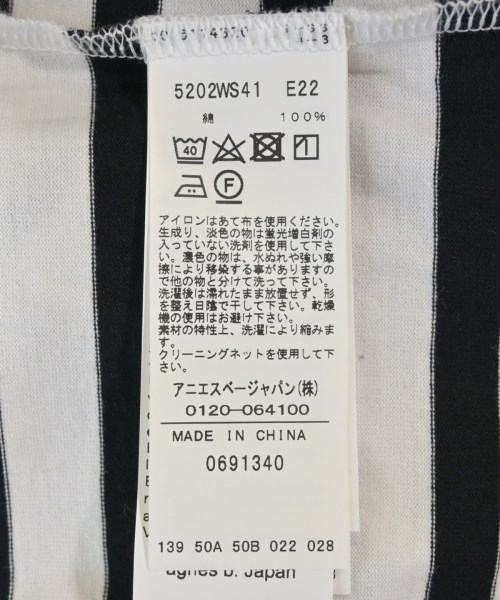 5202WS41 E22
綿 100%
40
F
アイロンはあて布を使用ください。
生成り、淡色の物は蛍光増白剤の
入っていない洗剤を使用して下さ
い。濃色の物は、水ぬれや強い摩
擦により移染する事がありますの
で他の物と分けて洗って下さい。
洗濯後は濡れたまま放置せず、形
を整え日陰で干して下さい。乾燥
機の使用はお避け下さい。
素材の特性上、洗濯により縮みま
す。
クリーニングネットを使用して下
さい。
アニエスベージャパン(株)
0120-064100
MADE IN CHINA
0691340
139 50A 50B 022 028
agnès b. Japan